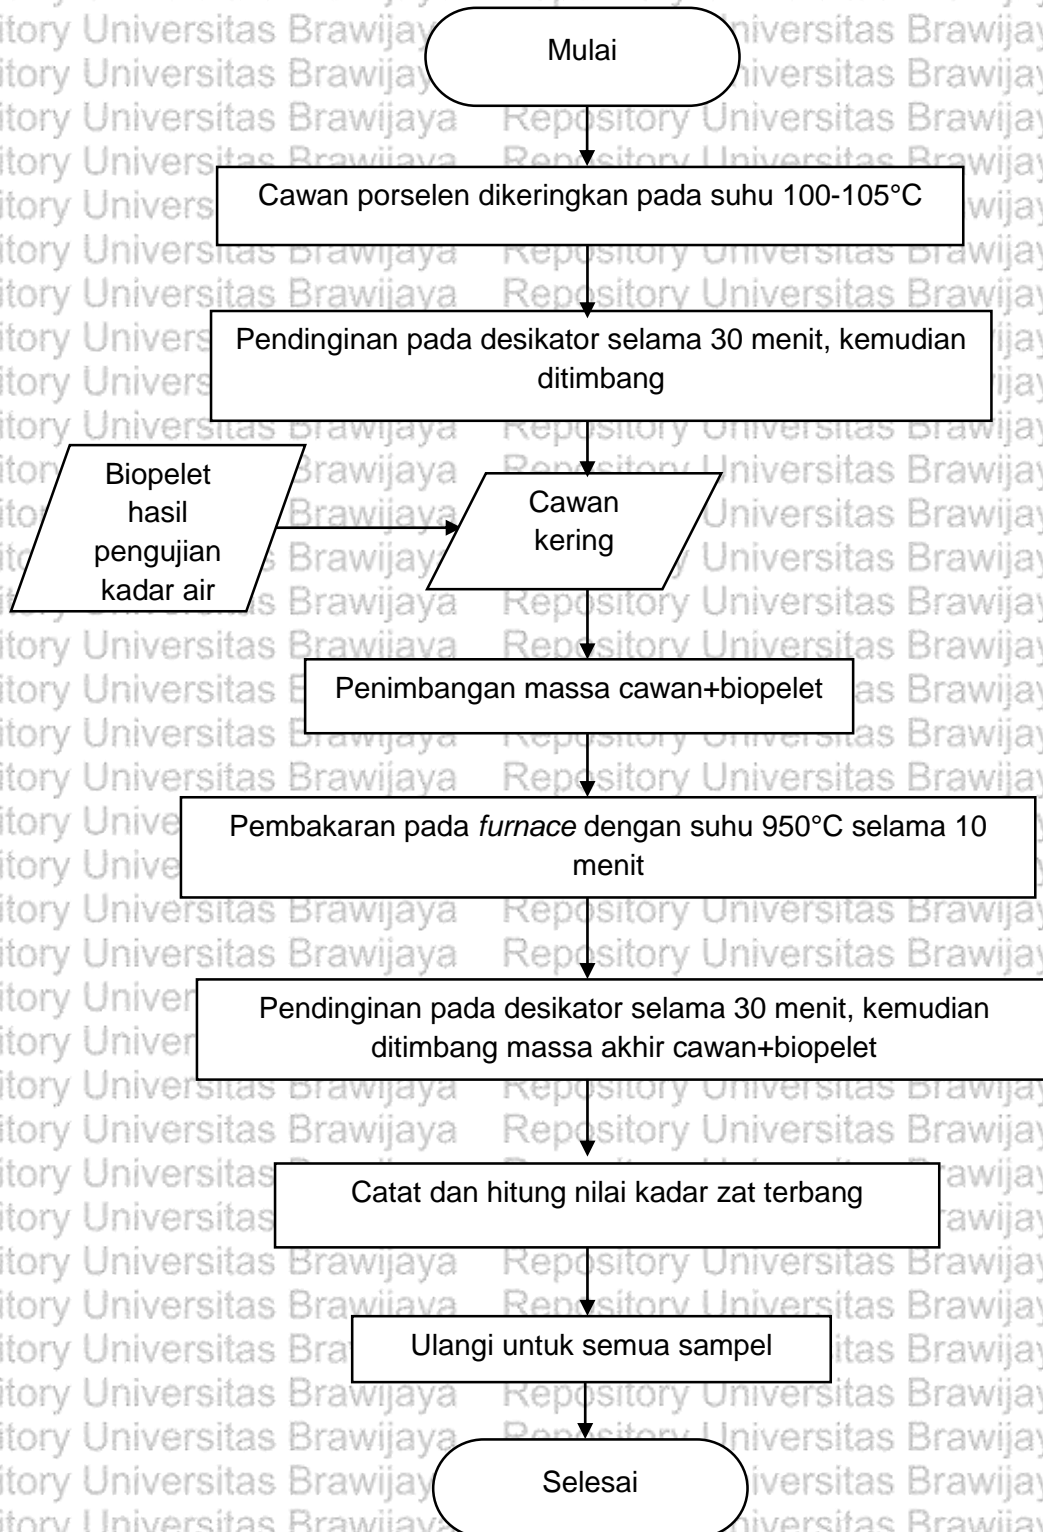 Mulai
Cawan porselen dikeringkan pada suhu 100-105°C
Pendinginan pada desikator selama 30 menit, kemudian
ditimbang
Biopelet
hasil
pengujian
kadar air
Cawan
kering
Penimbangan massa cawan+biopelet
Pembakaran pada furnace dengan suhu 950°C selama 10
menit
Pendinginan pada desikator selama 30 menit, kemudian
ditimbang massa akhir cawan+biopelet
Catat dan hitung nilai kadar zat terbang
Ulangi untuk semua sampel
Selesai
Repository Universitas Brawijaya